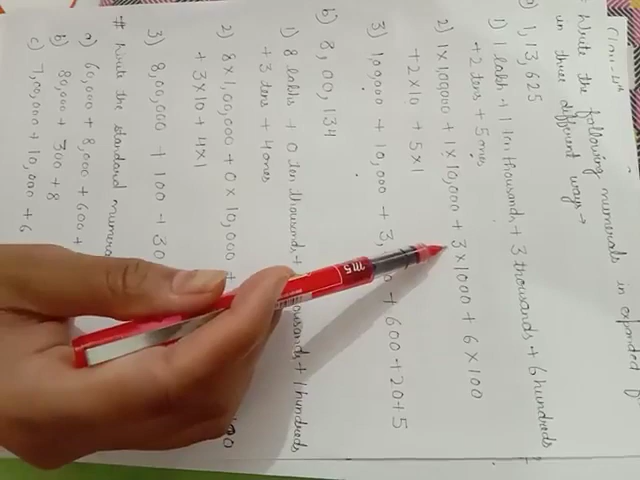 Class-4th
Write the following numerals in expanded
in three different ways →
a) 1,13,625
1) 1 lakh + 1 ten thousands + 3 thousands + 6 hundreds
+ 2 tens + 5 ones
2) 1×1,00000 + 1×10,000 + 3×1000 + 6×100
+ 2×10 + 5×1
3) 100000 + 10,000 + 3, + 600 + 20 + 5
b) 8,00,134
1) 8 lakhs + 0 ten thousands + thousands + 1 hundreds
+ 3 tens + 4 ones
2) 8×1,00,000 + 0×10,000 +
+ 3×10 + 4×1
3) 8,00,000 + 100 + 30
# Write the standard numera
a) 60,000 + 8,000 + 600 +
b) 80,000 + 300 + 8
c) 7,00,000 + 10,000 + 6